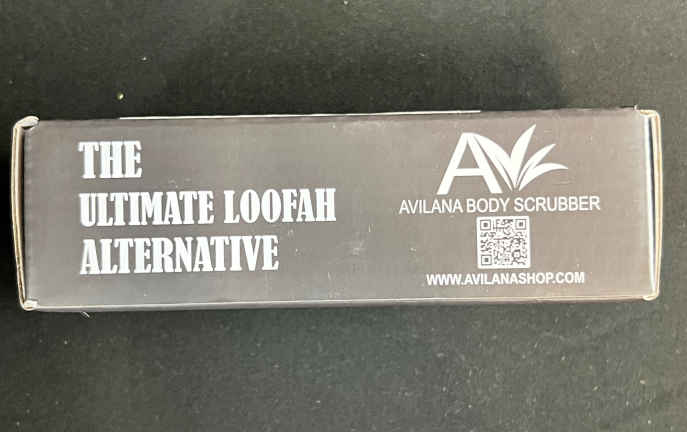 THE
ULTIMATE LOOFAH
ALTERNATIVE
AV
AVILANA BODY SCRUBBER
WWW.AVILANASHOP.COM